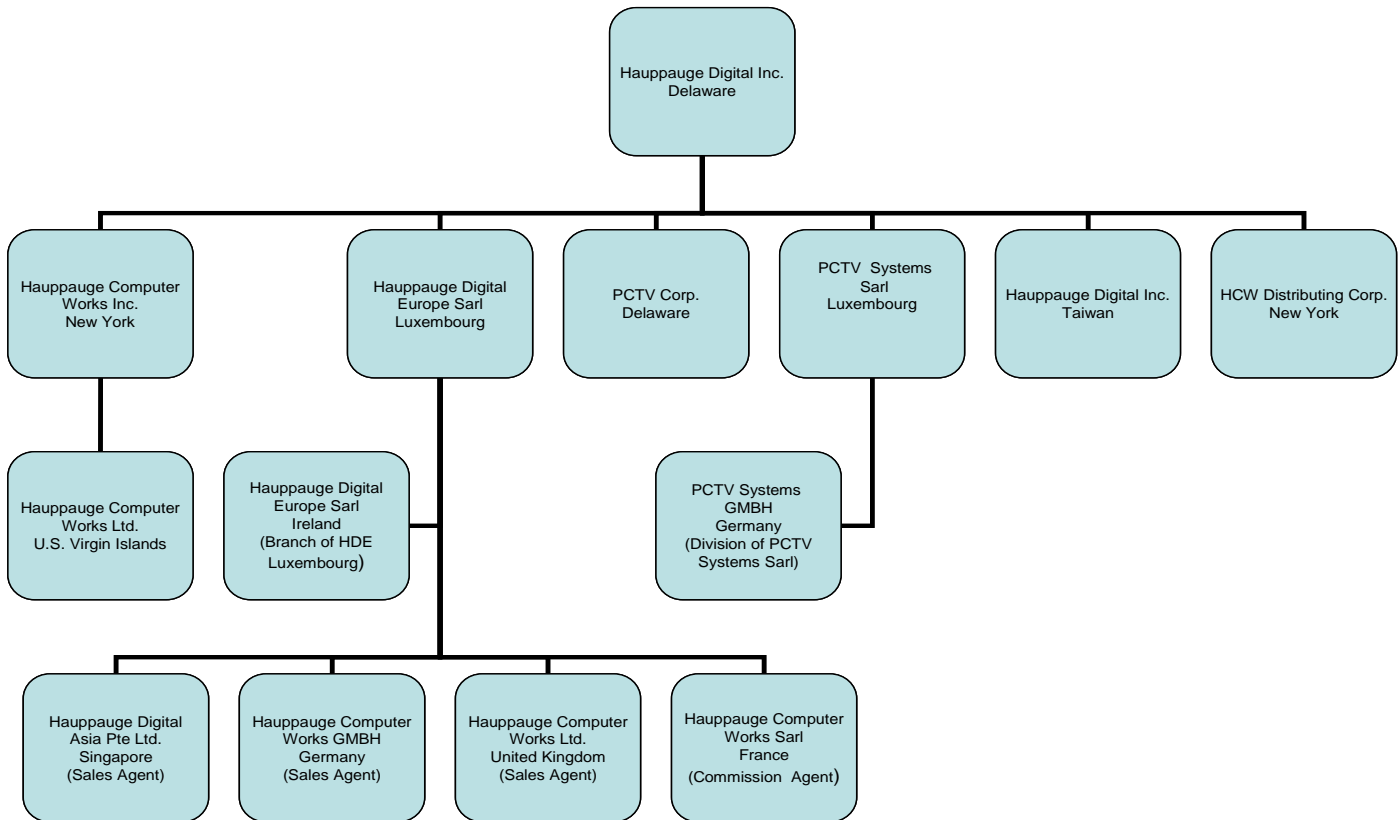 Hauppauge Digital Inc.
Delaware
Hauppauge Computer
Works Inc.
New York
Hauppauge Digital
Europe Sarl
Luxembourg
PCTV Corp.
Delaware
PCTV Systems
Sarl
Luxembourg
Hauppauge Digital Inc.
Taiwan
HCW Distributing Corp.
New York
Hauppauge Computer
Works Ltd.
U.S. Virgin Islands
Hauppauge Digital
Europe Sarl
Ireland
(Branch of HDE
Luxembourg)
PCTV Systems
GMBH
Germany
(Division of PCTV
Systems Sarl)
Hauppauge Digital
Asia Pte Ltd.
Singapore
(Sales Agent)
Hauppauge Computer
Works GMBH
Germany
(Sales Agent)
Hauppauge Computer
Works Ltd.
United Kingdom
(Sales Agent)
Hauppauge Computer
Works Sarl
France
(Commission Agent)